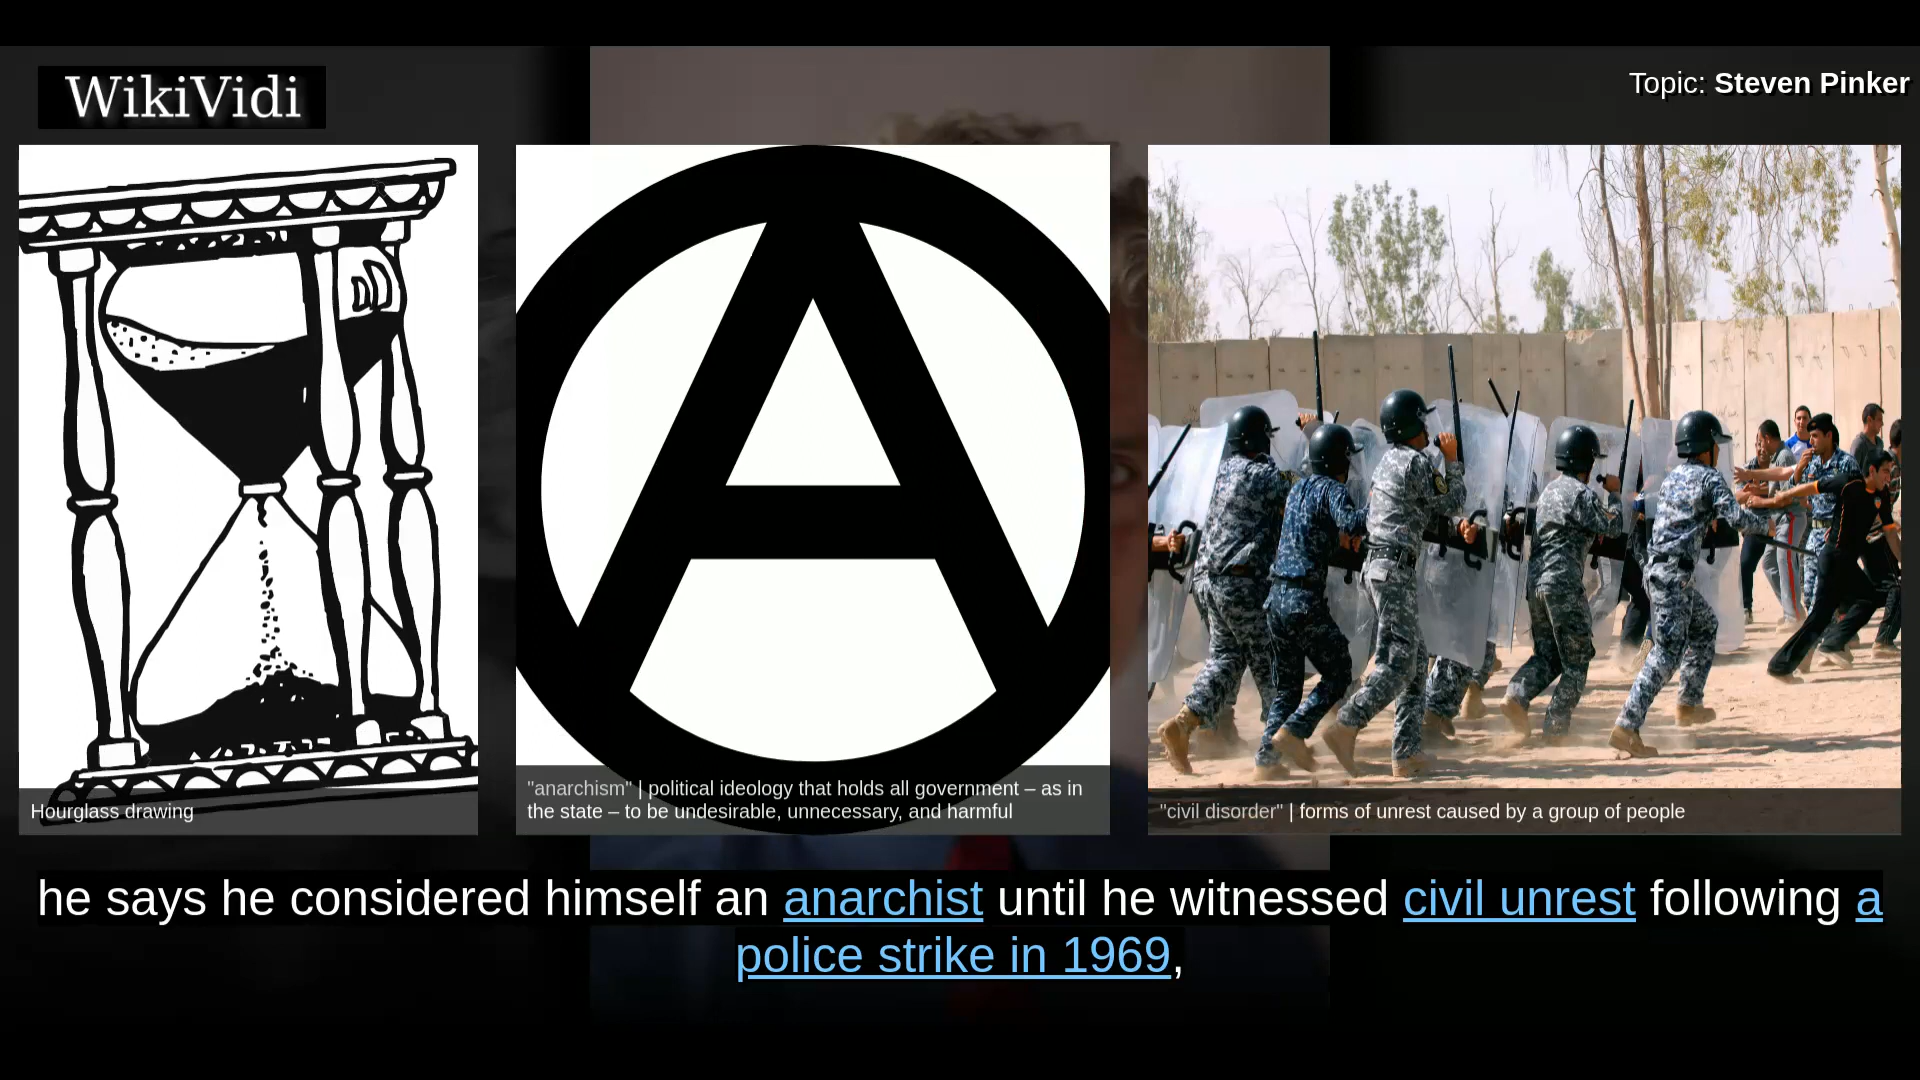 WikiVidi
Topic: Steven Pinker
Hourglass drawing
"anarchism" | political ideology that holds all government – as in
the state – to be undesirable, unnecessary, and harmful
"civil disorder" | forms of unrest caused by a group of people
he says he considered himself an anarchist until he witnessed civil unrest following a
police strike in 1969,